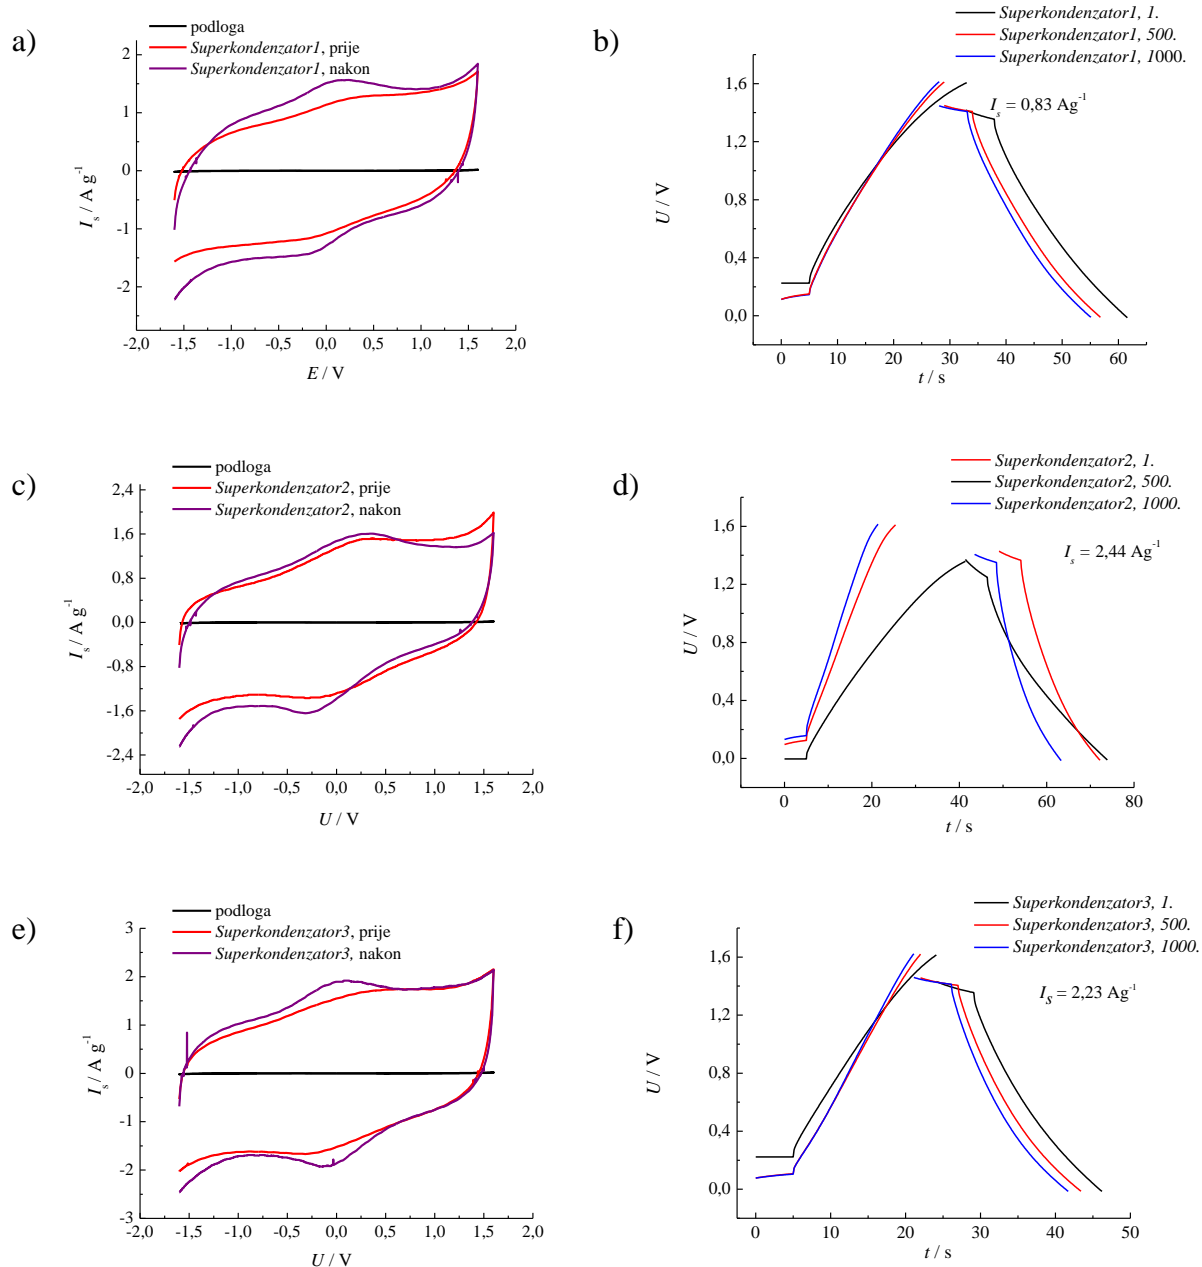 a)
podloga
Superkondenzator1, prije
Superkondenzator1, nakon
2
1
0
-1
-2
I_s / A g⁻¹
-2,0 -1,5 -1,0 -0,5 0,0 0,5 1,0 1,5 2,0
E / V
b)
Superkondenzator1, 1.
Superkondenzator1, 500.
Superkondenzator1, 1000.
I_s = 0,83 Ag⁻¹
1,6
1,2
0,8
0,4
0,0
U / V
0 10 20 30 40 50 60
t / s
c)
podloga
Superkondenzator2, prije
Superkondenzator2, nakon
2,4
1,6
0,8
0,0
-0,8
-1,6
-2,4
I_s / A g⁻¹
-2,0 -1,5 -1,0 -0,5 0,0 0,5 1,0 1,5 2,0
U / V
d)
Superkondenzator2, 1.
Superkondenzator2, 500.
Superkondenzator2, 1000.
I_s = 2,44 Ag⁻¹
1,6
1,2
0,8
0,4
0,0
U / V
0 20 40 60 80
t / s
e)
podloga
Superkondenzator3, prije
Superkondenzator3, nakon
3
2
1
0
-1
-2
-3
I_s / A g⁻¹
-2,0 -1,5 -1,0 -0,5 0,0 0,5 1,0 1,5 2,0
U / V
f)
Superkondenzator3, 1.
Superkondenzator3, 500.
Superkondenzator3, 1000.
I_S = 2,23 Ag⁻¹
1,6
1,2
0,8
0,4
0,0
U / V
0 10 20 30 40 50
t / s